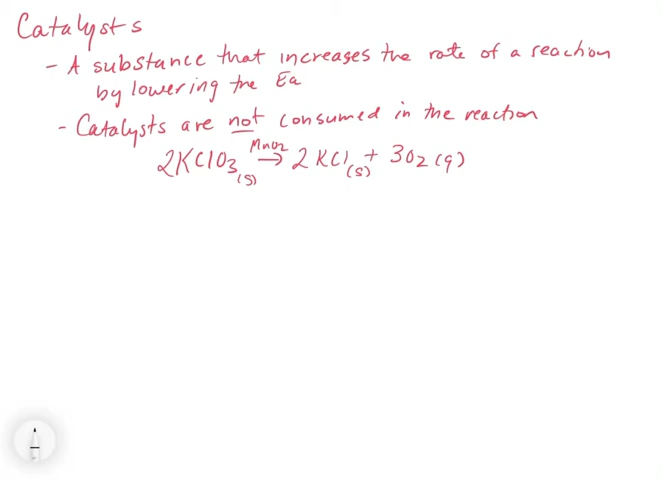 Catalysts
- A substance that increases the rate of a reaction
by lowering the Ea
- Catalysts are not consumed in the reaction
2KClO3(s) MnO2→ 2KCl(s) + 3O2(g)